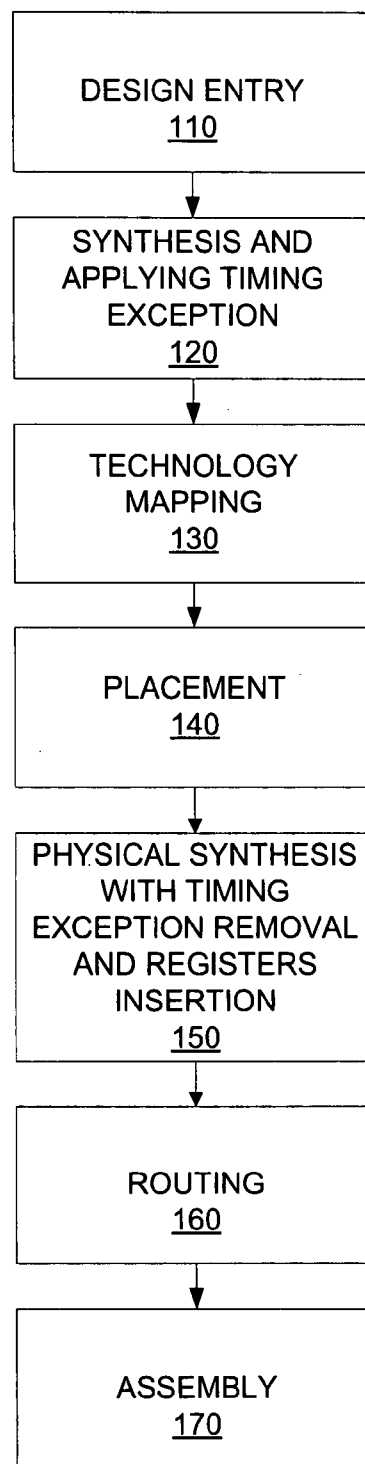 DESIGN ENTRY
110
SYNTHESIS AND
APPLYING TIMING
EXCEPTION
120
TECHNOLOGY
MAPPING
130
PLACEMENT
140
PHYSICAL SYNTHESIS
WITH TIMING
EXCEPTION REMOVAL
AND REGISTERS
INSERTION
150
ROUTING
160
ASSEMBLY
170